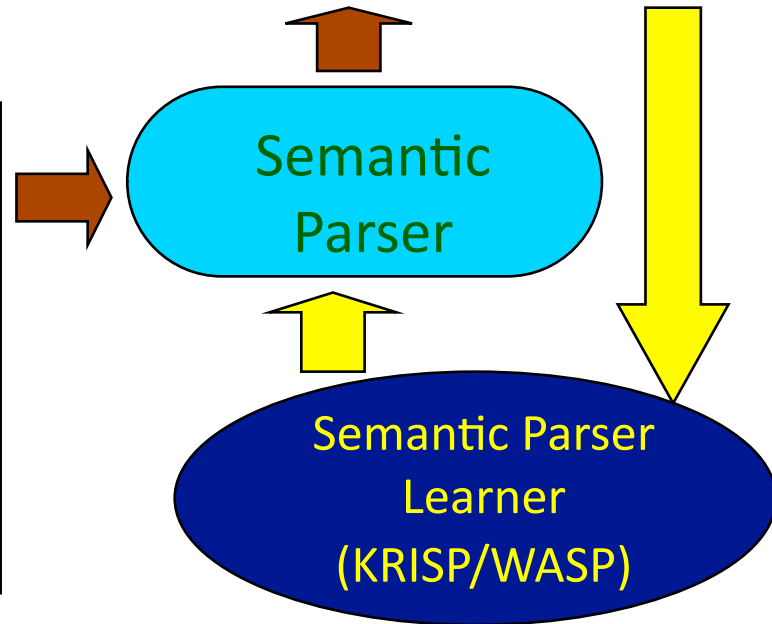 Semantic
Parser
Semantic Parser
Learner
(KRISP/WASP)